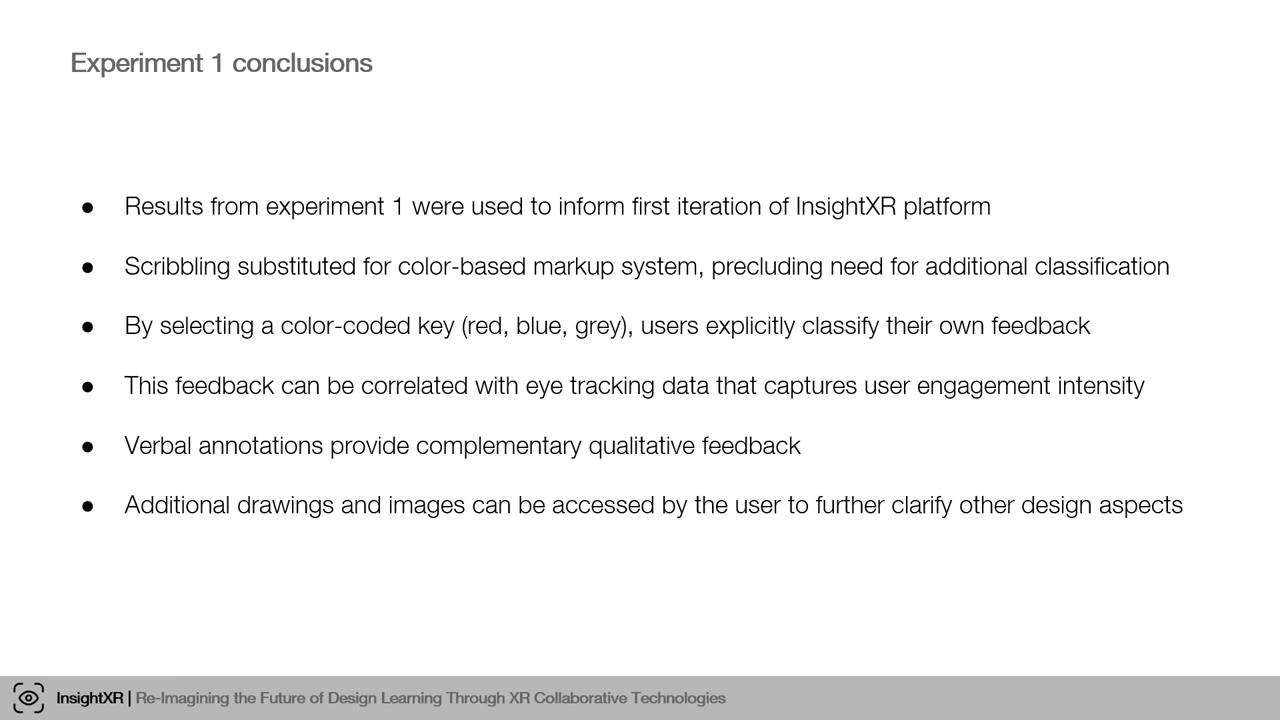 Experiment 1 conclusions
● Results from experiment 1 were used to inform first iteration of InsightXR platform
● Scribbling substituted for color-based markup system, precluding need for additional classification
● By selecting a color-coded key (red, blue, grey), users explicitly classify their own feedback
● This feedback can be correlated with eye tracking data that captures user engagement intensity
● Verbal annotations provide complementary qualitative feedback
● Additional drawings and images can be accessed by the user to further clarify other design aspects
InsightXR | Re-Imagining the Future of Design Learning Through XR Collaborative Technologies